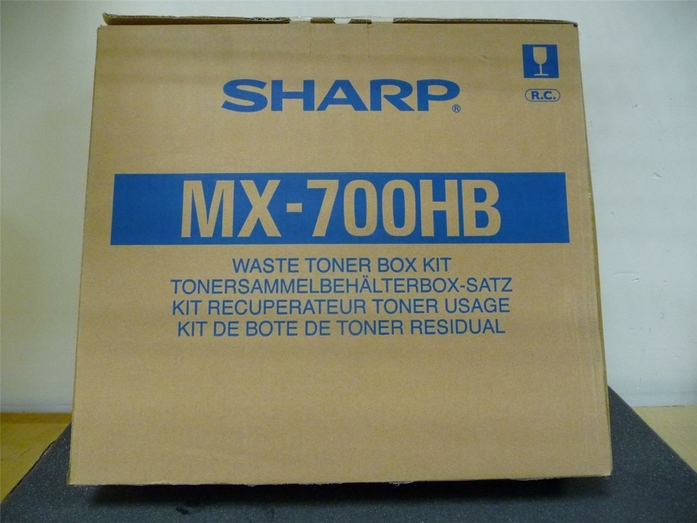 SHARP®
R.C.
MX-700HB
WASTE TONER BOX KIT
TONERSAMMELBEHÄLTERBOX-SATZ
KIT RECUPERATEUR TONER USAGE
KIT DE BOTE DE TONER RESIDUAL